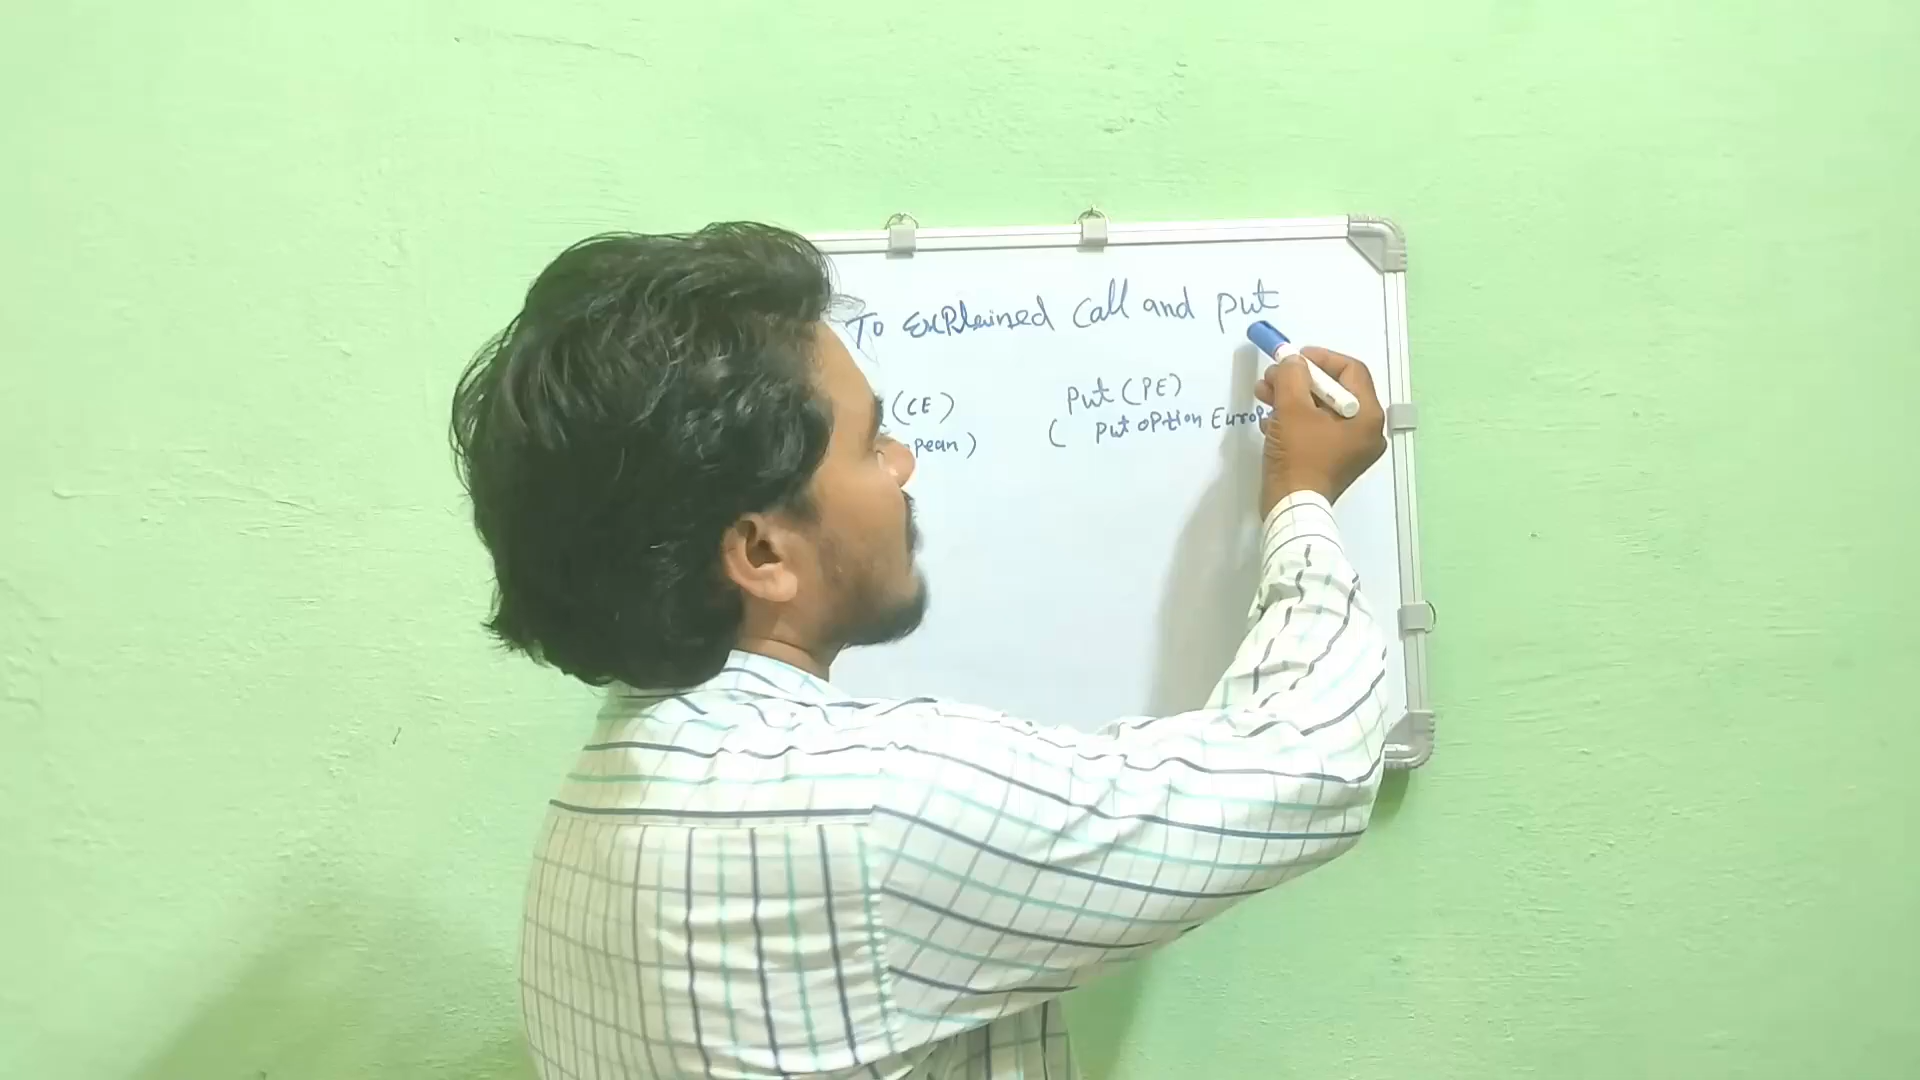 To explained call and put
(CE) Put (PE)
pean) ( Put option Europ